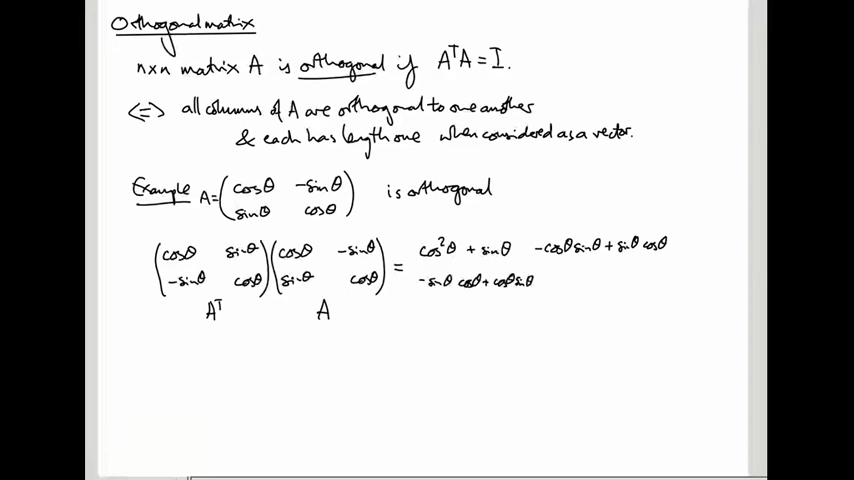 Orthogonal matrix
n×n matrix A is orthogonal if AᵀA = I.
⇔ all columns of A are orthogonal to one another
& each has length one when considered as a vector.
Example A = (cosθ -sinθ) is orthogonal
(sinθ cosθ)
(cosθ sinθ)(cosθ -sinθ) = cos²θ + sinθ -cosθ sinθ + sinθ cosθ
(-sinθ cosθ)(sinθ cosθ) -sinθ cosθ + cosθ sinθ
Aᵀ A